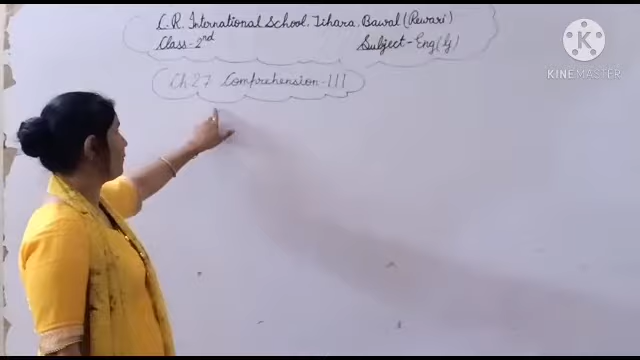 C.R. International School, Jihara, Bawal (Rewari)
Class-2nd
Subject-Eng(G)
Ch 27 Comprehension-III
KINEMASTER